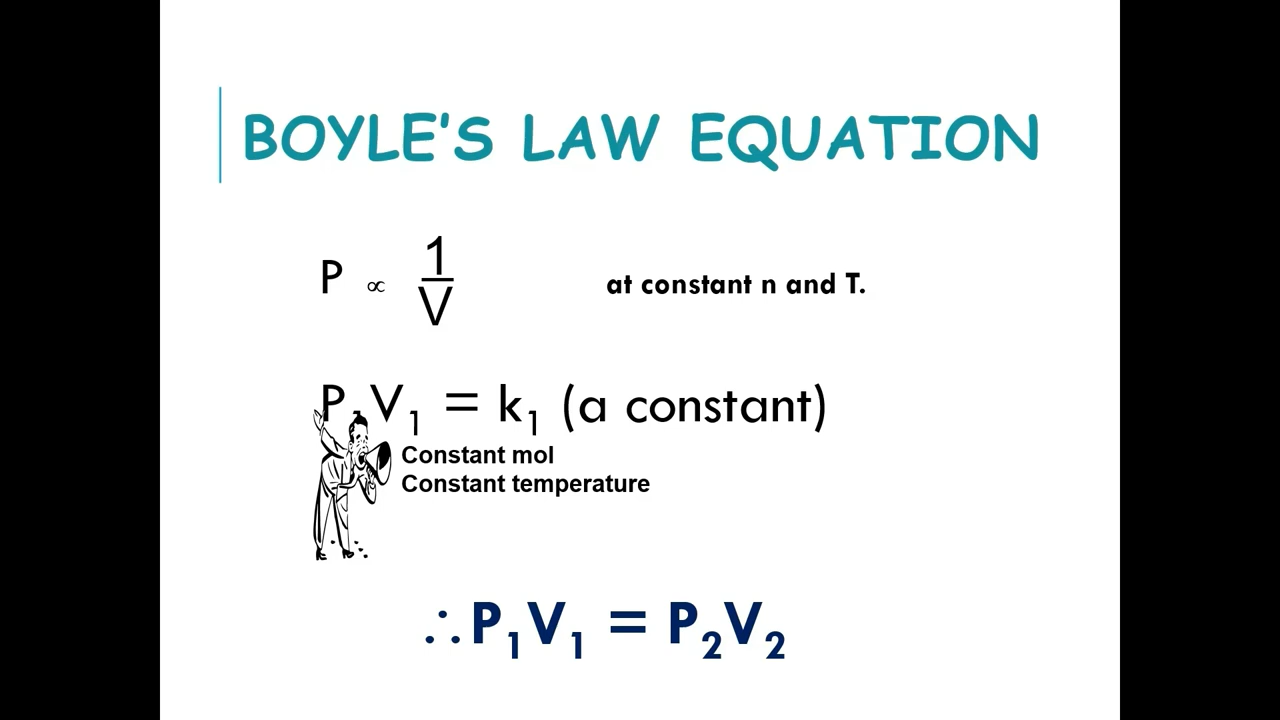 BOYLE'S LAW EQUATION
P ∝ 1/V at constant n and T.
P₁V₁ = k₁ (a constant)
Constant mol
Constant temperature
∴P₁V₁ = P₂V₂